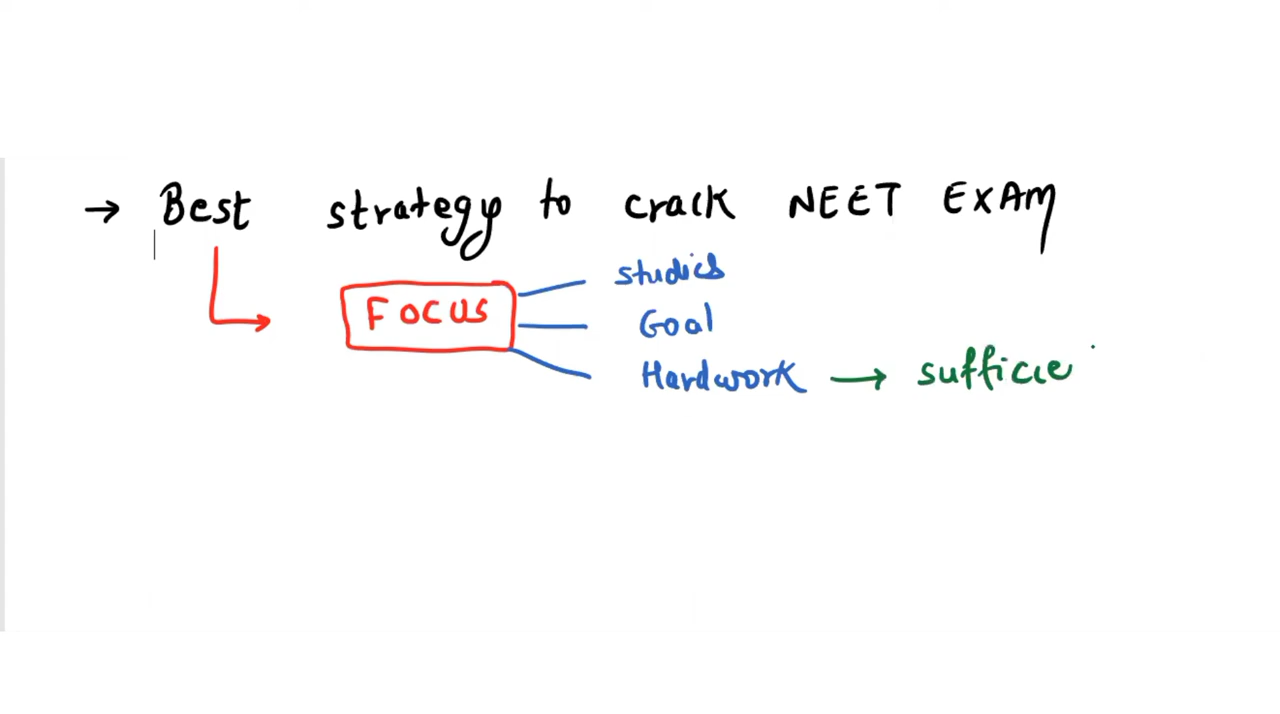 → Best strategy to crack NEET EXAM
FOCUS
studies
Goal
Hardwork → sufficie